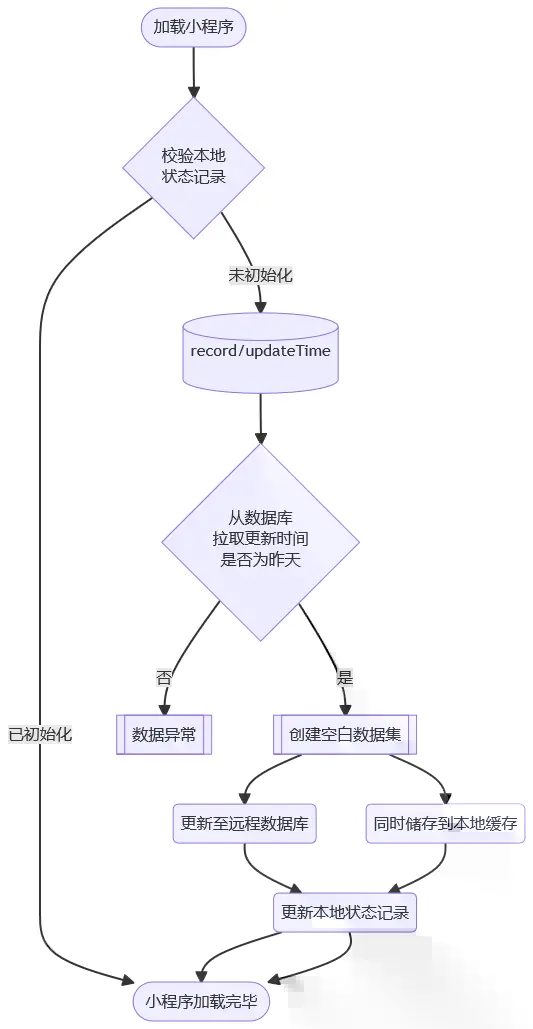 加载小程序
校验本地
状态记录
未初始化
record/updateTime
从数据库
拉取更新时间
是否为昨天
否
是
已初始化
数据异常
创建空白数据集
更新至远程数据库
同时储存到本地缓存
更新本地状态记录
小程序加载完毕